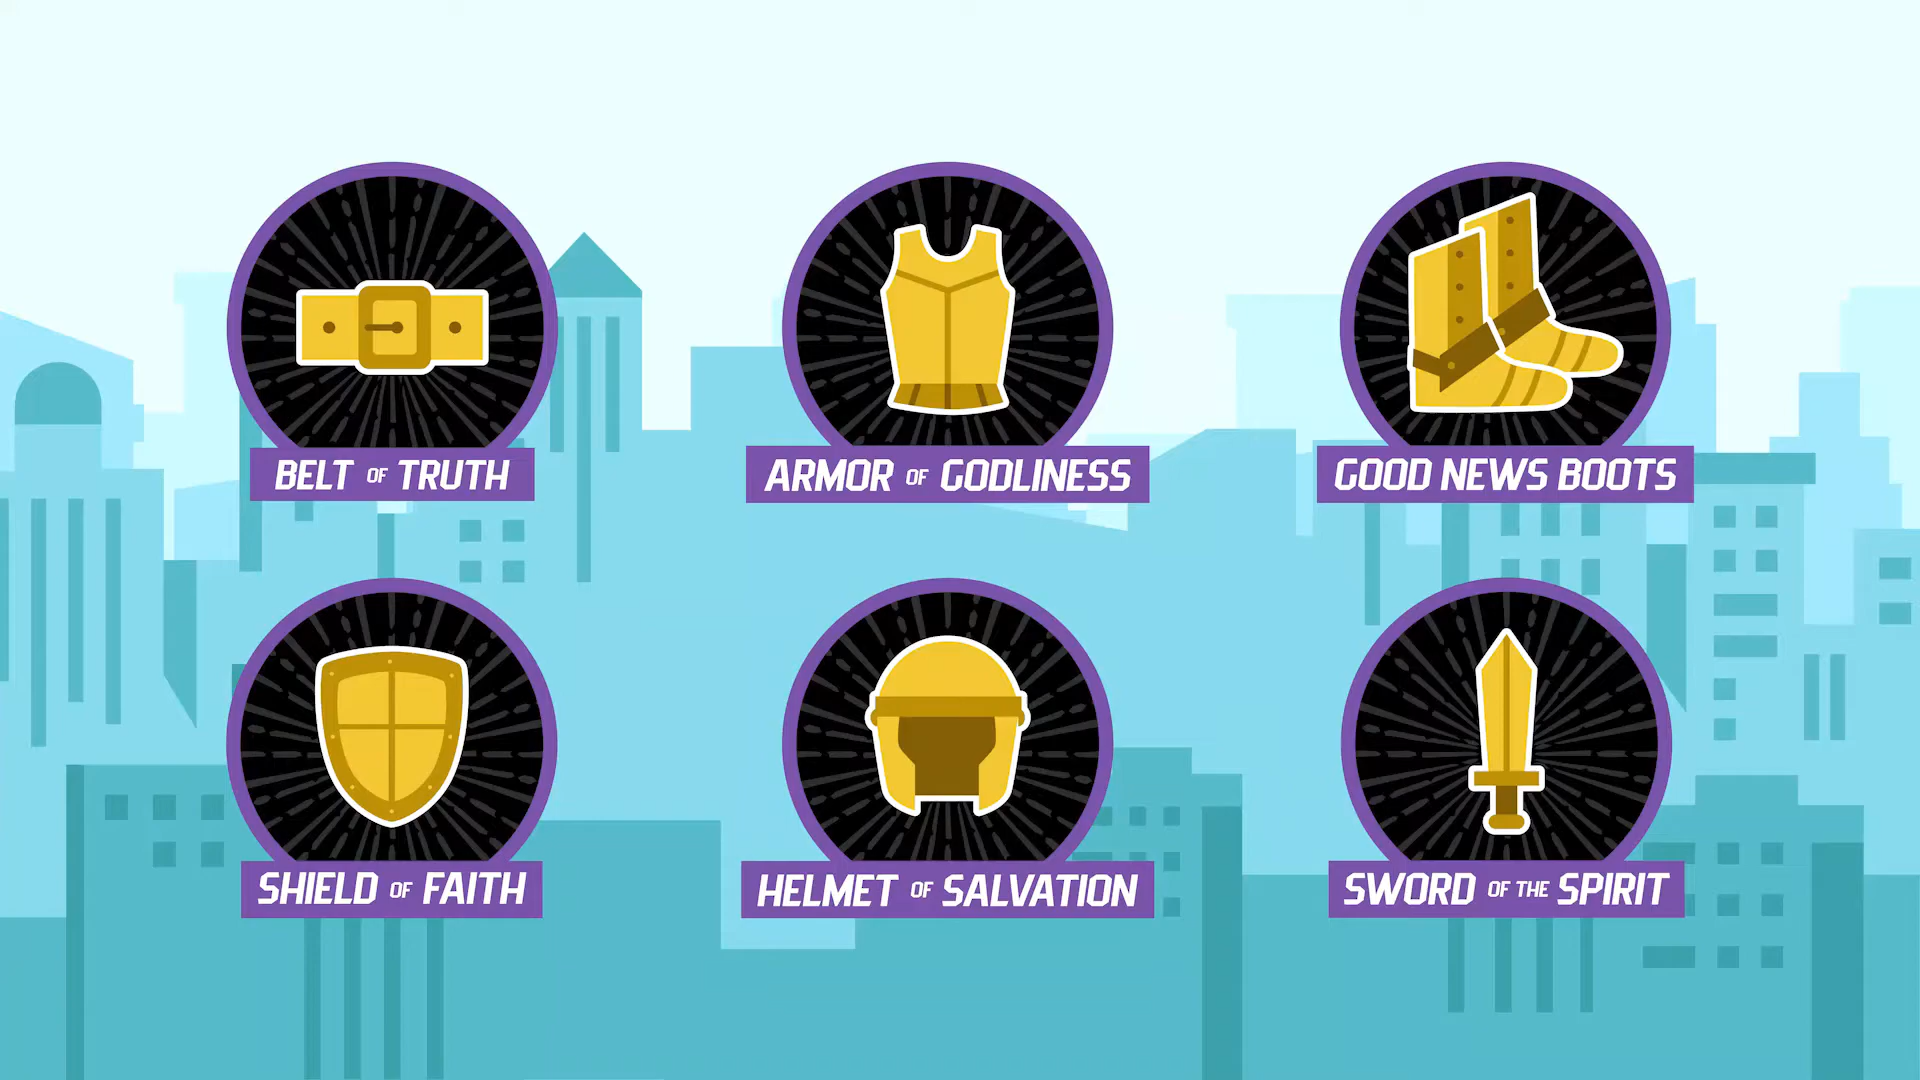 BELT OF TRUTH
ARMOR OF GODLINESS
GOOD NEWS BOOTS
SHIELD OF FAITH
HELMET OF SALVATION
SWORD OF THE SPIRIT